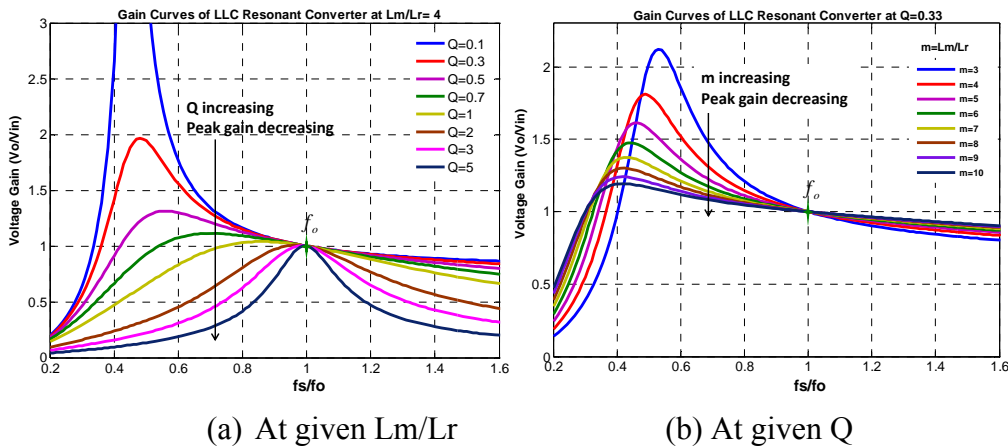 Gain Curves of LLC Resonant Converter at Lm/Lr= 4
3
2.5
2
1.5
1
0.5
0
Voltage Gain (Vo/Vin)
Q=0.1
Q=0.3
Q=0.5
Q=0.7
Q=1
Q=2
Q=3
Q=5
Q increasing
Peak gain decreasing
fo
0.2 0.4 0.6 0.8 1 1.2 1.4 1.6
fs/fo
(a) At given Lm/Lr
Gain Curves of LLC Resonant Converter at Q=0.33
2
1.5
1
0.5
0
Voltage Gain (Vo/Vin)
m=Lm/Lr
m=3
m=4
m=5
m=6
m=7
m=8
m=9
m=10
m increasing
Peak gain decreasing
fo
0.2 0.4 0.6 0.8 1 1.2 1.4 1.6
fs/fo
(b) At given Q